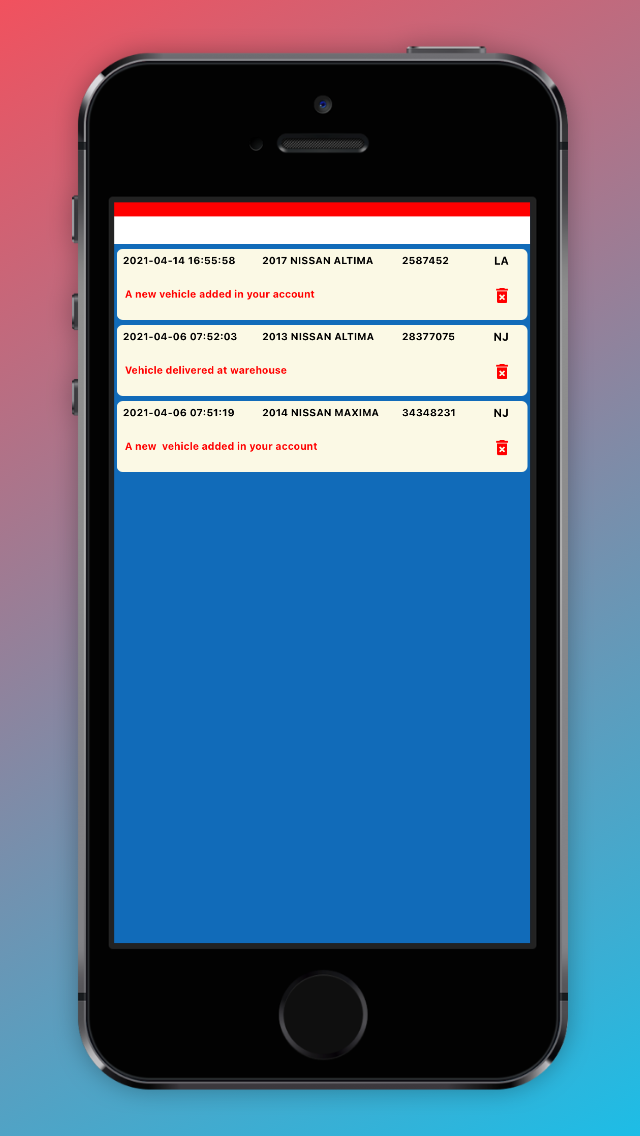 2021-04-14 16:55:58 2017 NISSAN ALTIMA 2587452 LA
A new vehicle added in your account
2021-04-06 07:52:03 2013 NISSAN ALTIMA 28377075 NJ
Vehicle delivered at warehouse
2021-04-06 07:51:19 2014 NISSAN MAXIMA 34348231 NJ
A new  vehicle added in your account